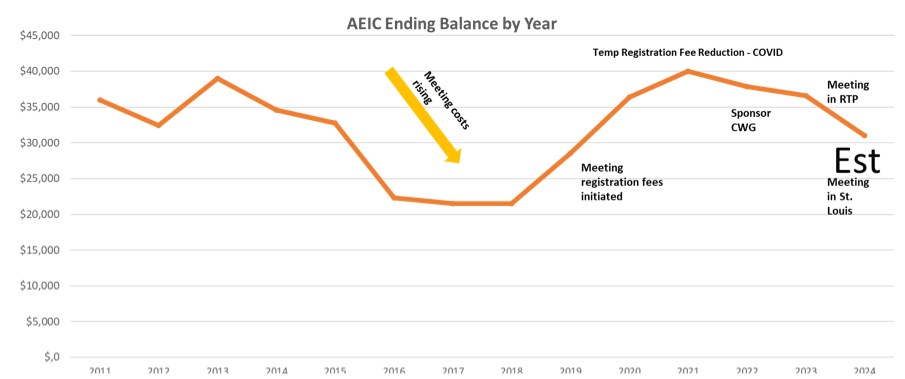 AEIC Ending Balance by Year
$45,000
$40,000
$35,000
$30,000
$25,000
$20,000
$15,000
$10,000
$5,000
$,0
Meeting costs
rising
Temp Registration Fee Reduction - COVID
Meeting
registration fees
initiated
Sponsor
CWG
Meeting
in RTP
Est
Meeting
in St.
Louis
2011 2012 2013 2014 2015 2016 2017 2018 2019 2020 2021 2022 2023 2024